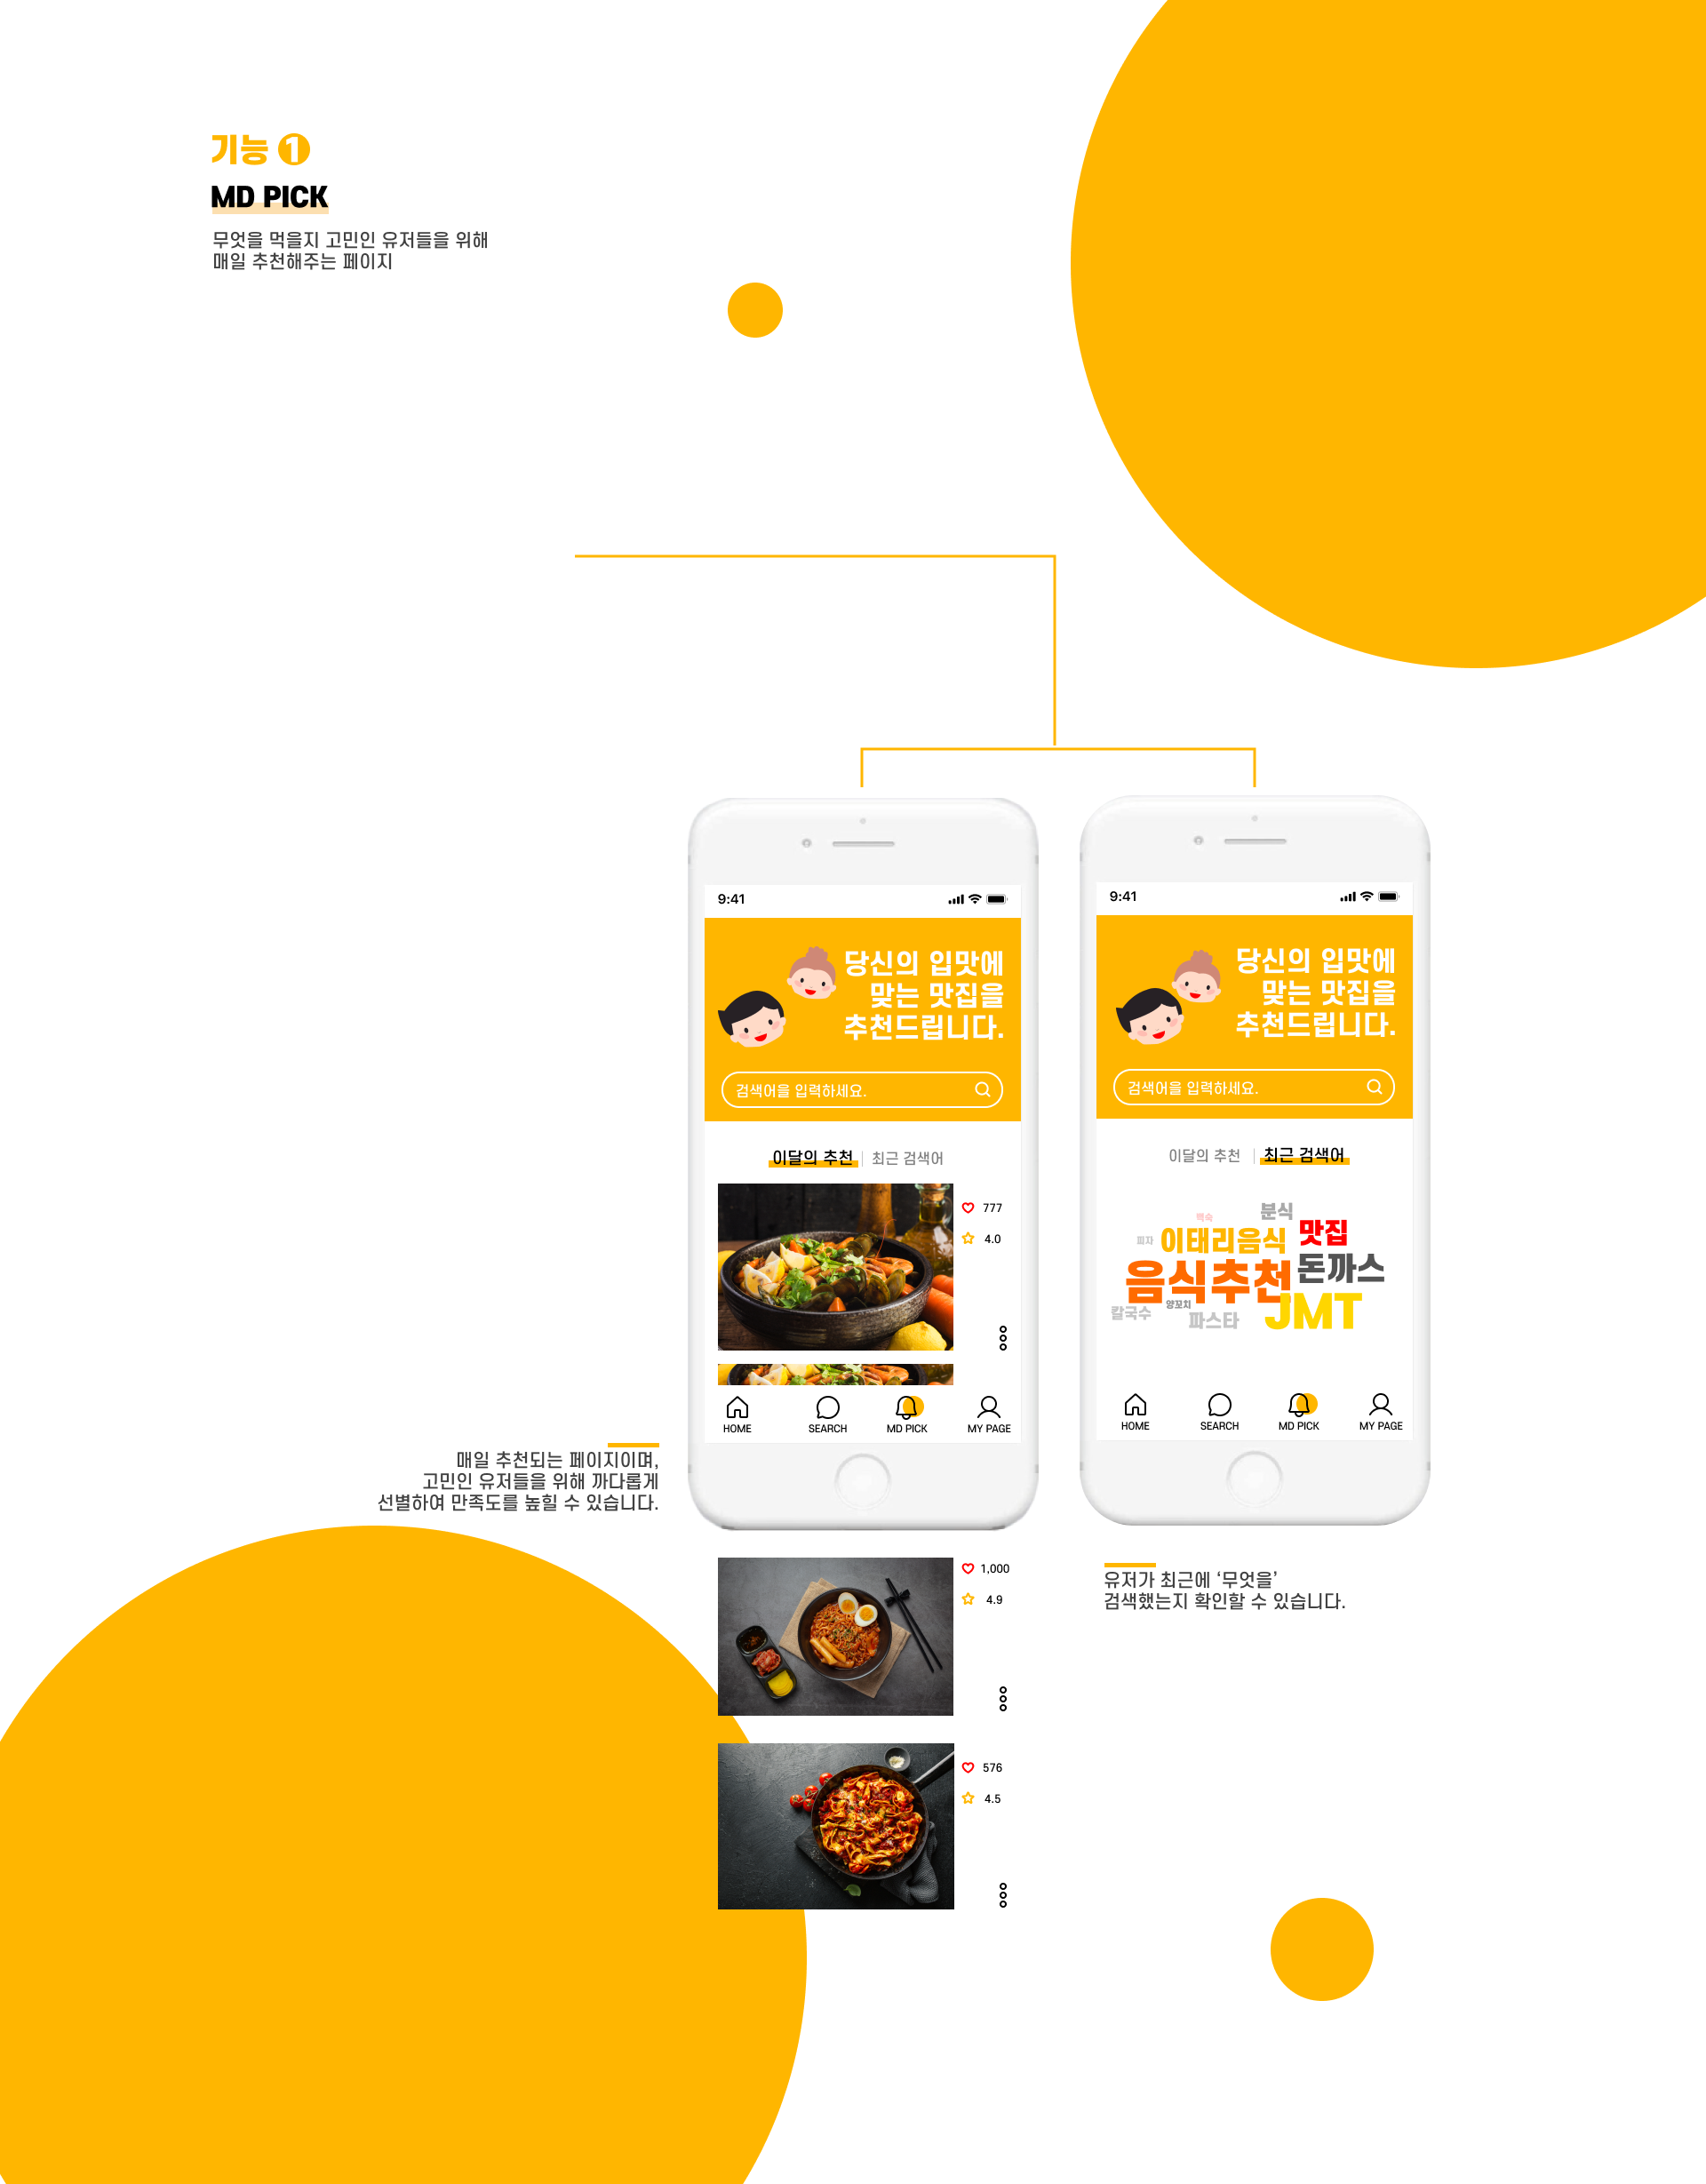 기능 1
MD PICK
무엇을 먹을지 고민인 유저들을 위해
매일 추천해주는 페이지
9:41
당신의 입맛에
맞는 맛집을
추천드립니다.
검색어을 입력하세요.
이달의 추천 | 최근 검색어
777
4.0
HOME SEARCH MD PICK MY PAGE
매일 추천되는 페이지이며,
고민인 유저들을 위해 까다롭게
선별하여 만족도를 높힐 수 있습니다.
1,000
4.9
576
4.5
9:41
당신의 입맛에
맞는 맛집을
추천드립니다.
검색어을 입력하세요.
이달의 추천 | 최근 검색어
백숙
분식
피자
이태리음식
맛집
음식추천
돈까스
칼국수
양꼬치
파스타
JMT
HOME SEARCH MD PICK MY PAGE
유저가 최근에 ‘무엇을’
검색했는지 확인할 수 있습니다.